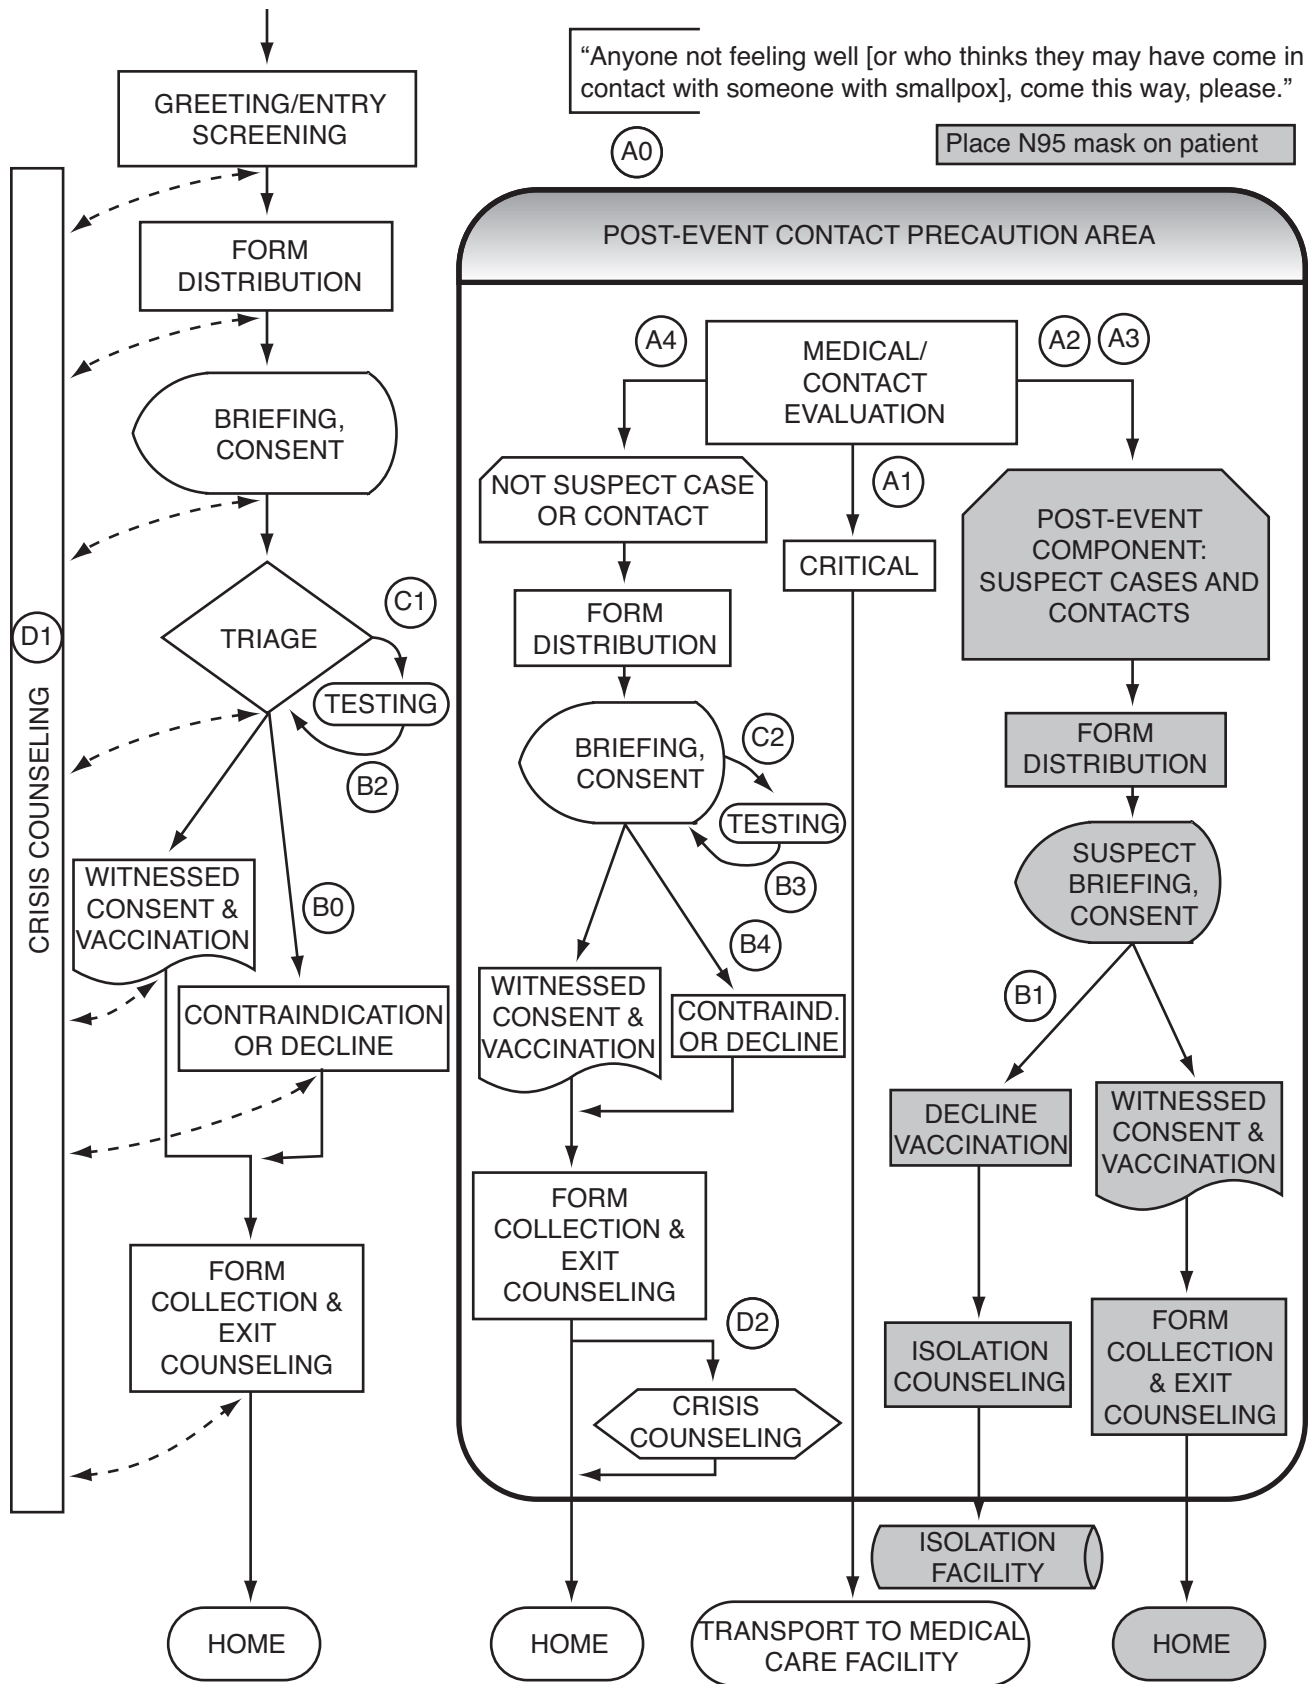 GREETING/ENTRY
SCREENING
FORM
DISTRIBUTION
BRIEFING,
CONSENT
TRIAGE
C1
TESTING
B2
WITNESSED
CONSENT &
VACCINATION
B0
CONTRAINDICATION
OR DECLINE
FORM
COLLECTION &
EXIT
COUNSELING
HOME
D1
CRISIS COUNSELING
“Anyone not feeling well [or who thinks they may have come in
contact with someone with smallpox], come this way, please.”
A0
Place N95 mask on patient
POST-EVENT CONTACT PRECAUTION AREA
MEDICAL/
CONTACT
EVALUATION
A4
A2
A3
A1
NOT SUSPECT CASE
OR CONTACT
FORM
DISTRIBUTION
BRIEFING,
CONSENT
C2
TESTING
B3
B4
WITNESSED
CONSENT &
VACCINATION
CONTRAIND.
OR DECLINE
FORM
COLLECTION &
EXIT
COUNSELING
D2
CRISIS
COUNSELING
HOME
CRITICAL
TRANSPORT TO MEDICAL
CARE FACILITY
POST-EVENT
COMPONENT:
SUSPECT CASES AND
CONTACTS
FORM
DISTRIBUTION
SUSPECT
BRIEFING,
CONSENT
B1
DECLINE
VACCINATION
ISOLATION
COUNSELING
ISOLATION
FACILITY
WITNESSED
CONSENT &
VACCINATION
FORM
COLLECTION
& EXIT
COUNSELING
HOME